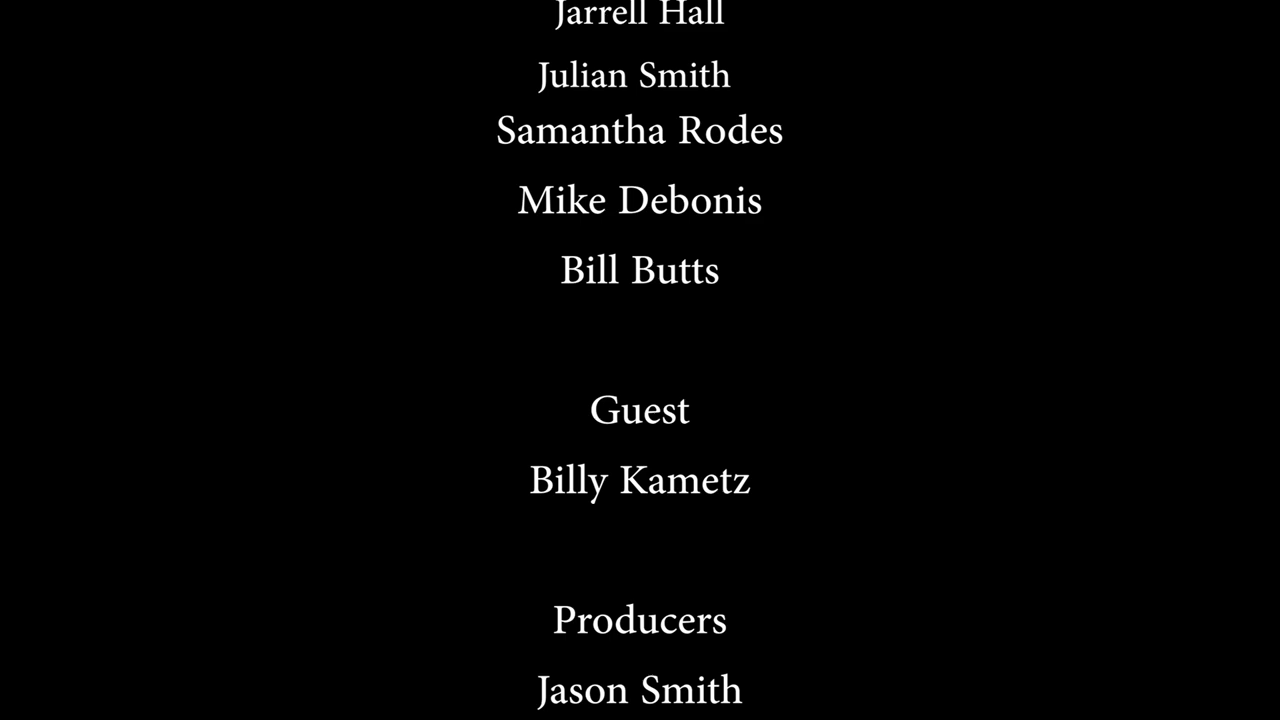 Jarrell Hall
Julian Smith
Samantha Rodes
Mike Debonis
Bill Butts
Guest
Billy Kametz
Producers
Jason Smith